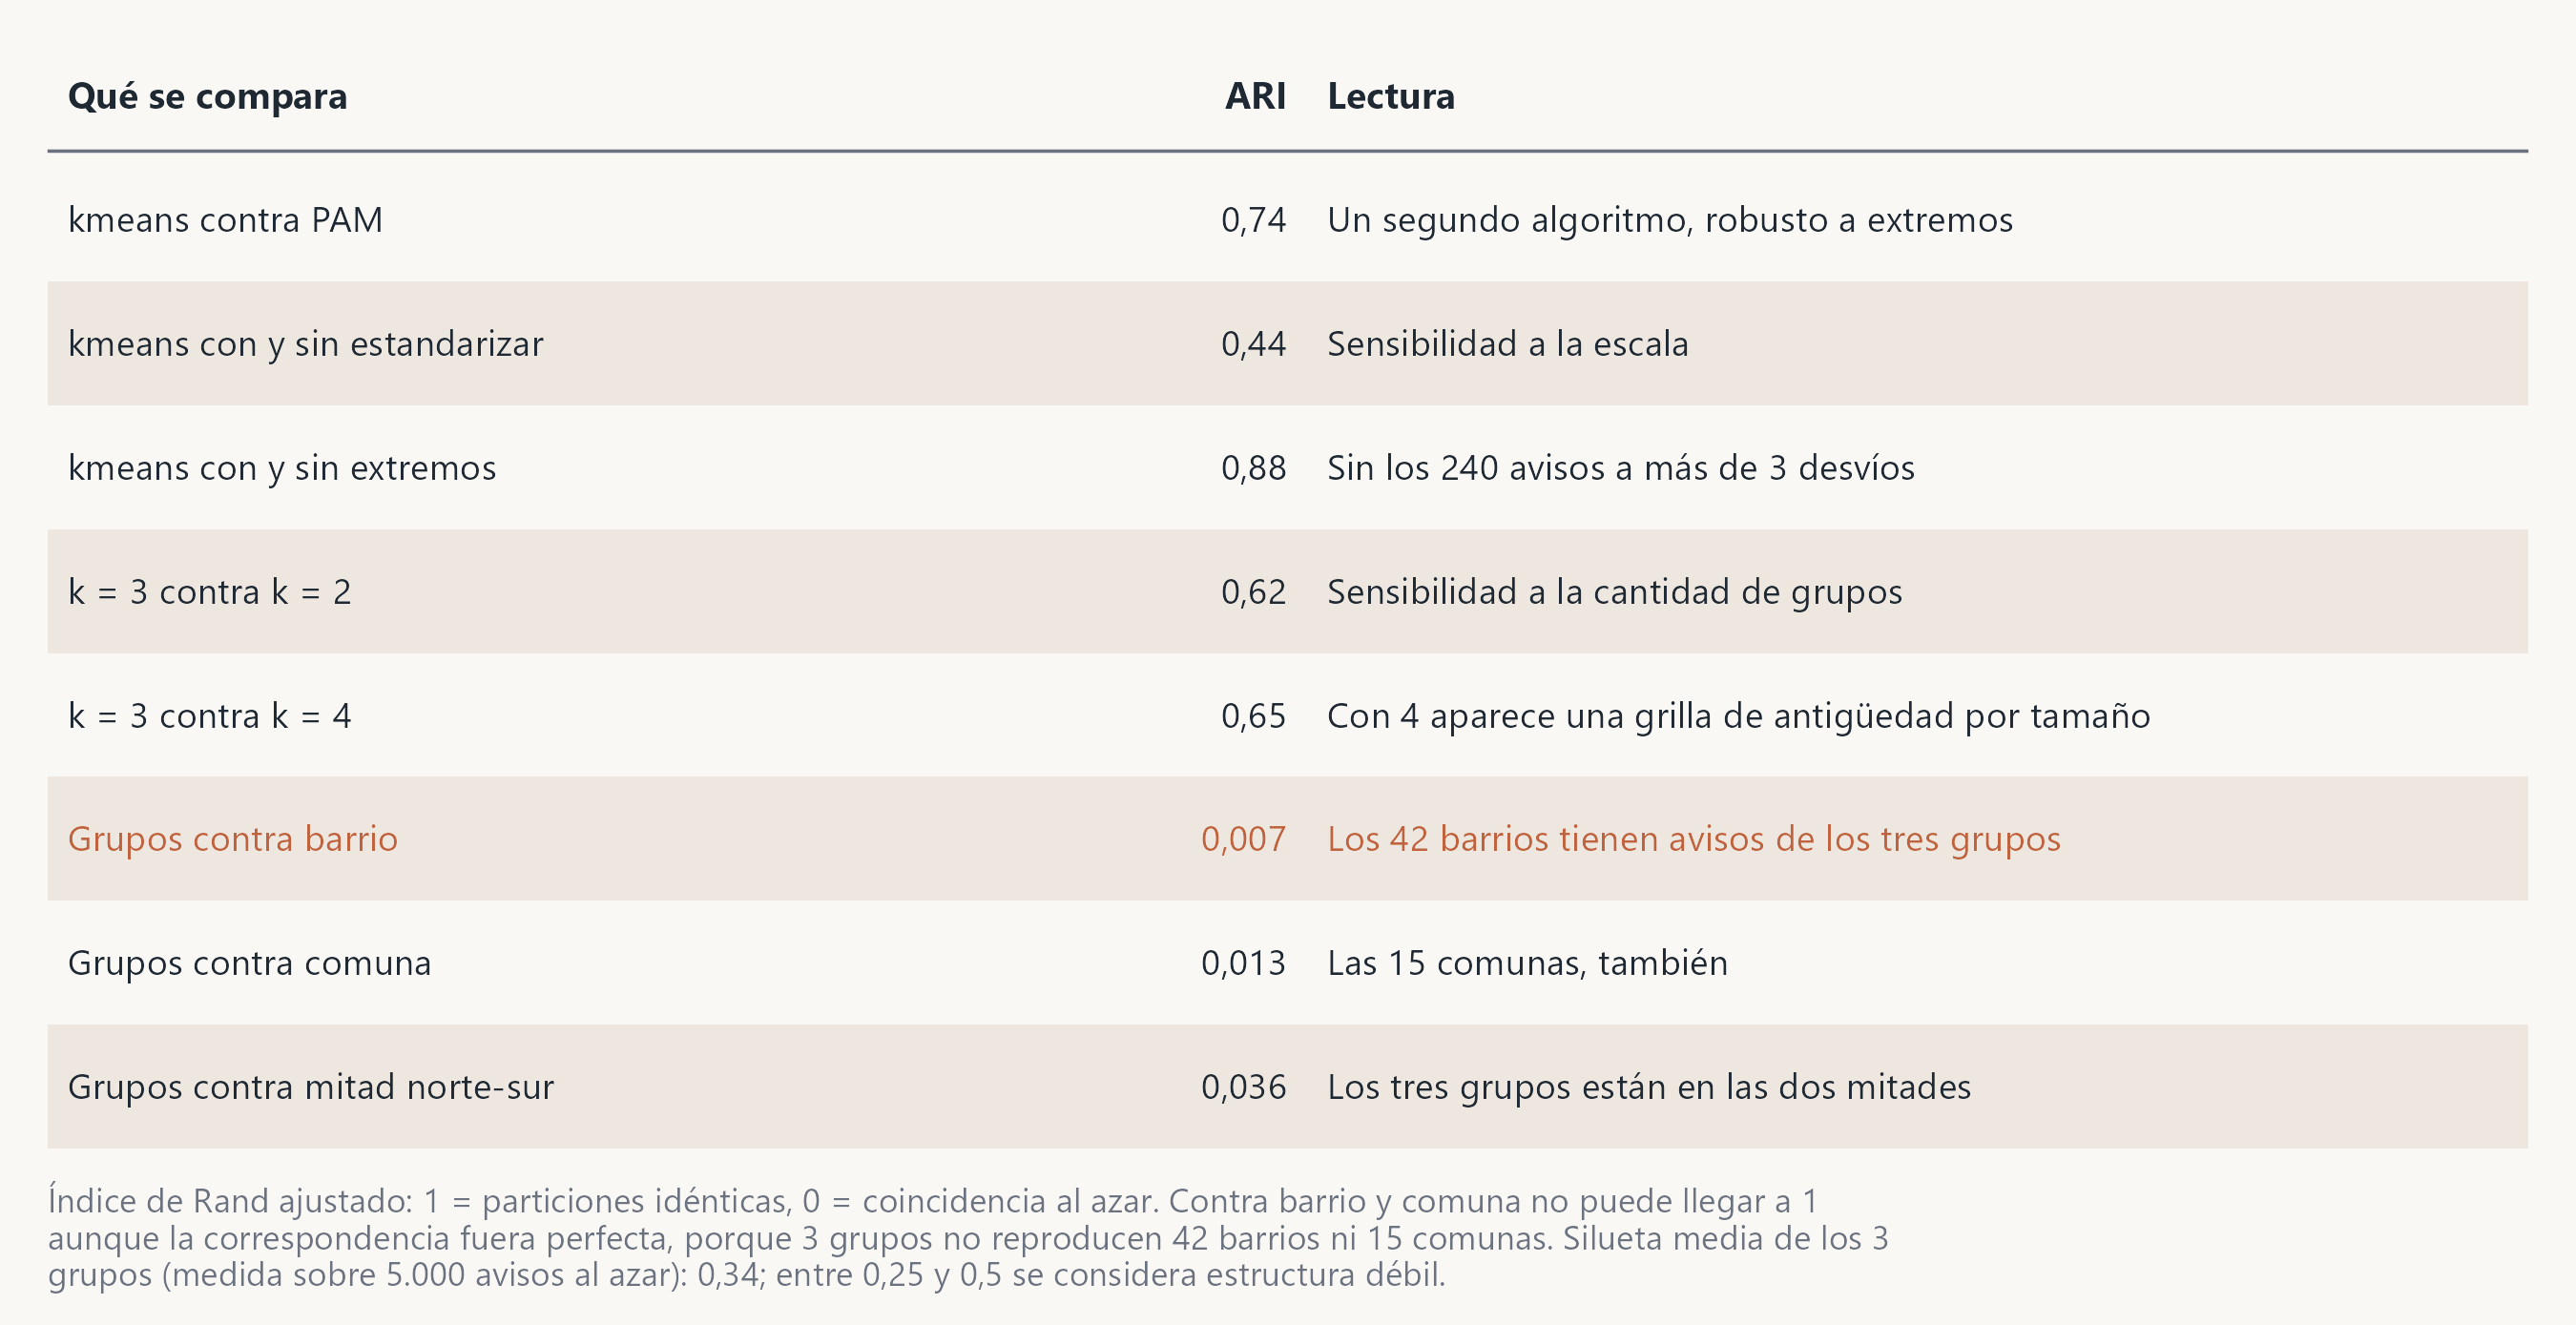 Qué se compara ARI Lectura
kmeans contra PAM 0,74 Un segundo algoritmo, robusto a extremos
kmeans con y sin estandarizar 0,44 Sensibilidad a la escala
kmeans con y sin extremos 0,88 Sin los 240 avisos a más de 3 desvíos
k = 3 contra k = 2 0,62 Sensibilidad a la cantidad de grupos
k = 3 contra k = 4 0,65 Con 4 aparece una grilla de antigüedad por tamaño
Grupos contra barrio 0,007 Los 42 barrios tienen avisos de los tres grupos
Grupos contra comuna 0,013 Las 15 comunas, también
Grupos contra mitad norte-sur 0,036 Los tres grupos están en las dos mitades
Índice de Rand ajustado: 1 = particiones idénticas, 0 = coincidencia al azar. Contra barrio y comuna no puede llegar a 1
aunque la correspondencia fuera perfecta, porque 3 grupos no reproducen 42 barrios ni 15 comunas. Silueta media de los 3
grupos (medida sobre 5.000 avisos al azar): 0,34; entre 0,25 y 0,5 se considera estructura débil.